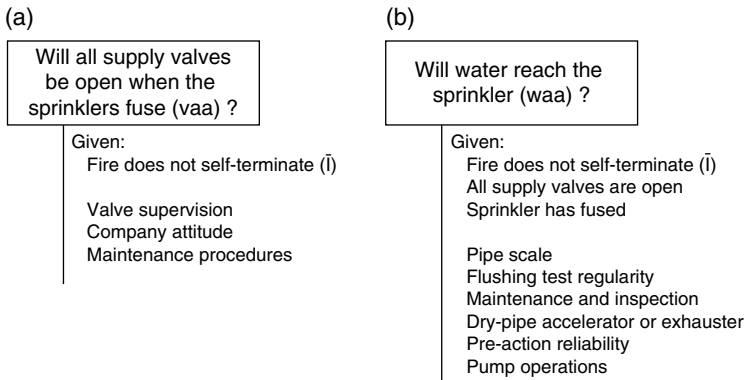 (a)
Will all supply valves
be open when the
sprinklers fuse (vaa) ?
Given:
Fire does not self-terminate (Ī)
Valve supervision
Company attitude
Maintenance procedures
(b)
Will water reach the
sprinkler (waa) ?
Given:
Fire does not self-terminate (Ī)
All supply valves are open
Sprinkler has fused
Pipe scale
Flushing test regularity
Maintenance and inspection
Dry-pipe accelerator or exhauster
Pre-action reliability
Pump operations